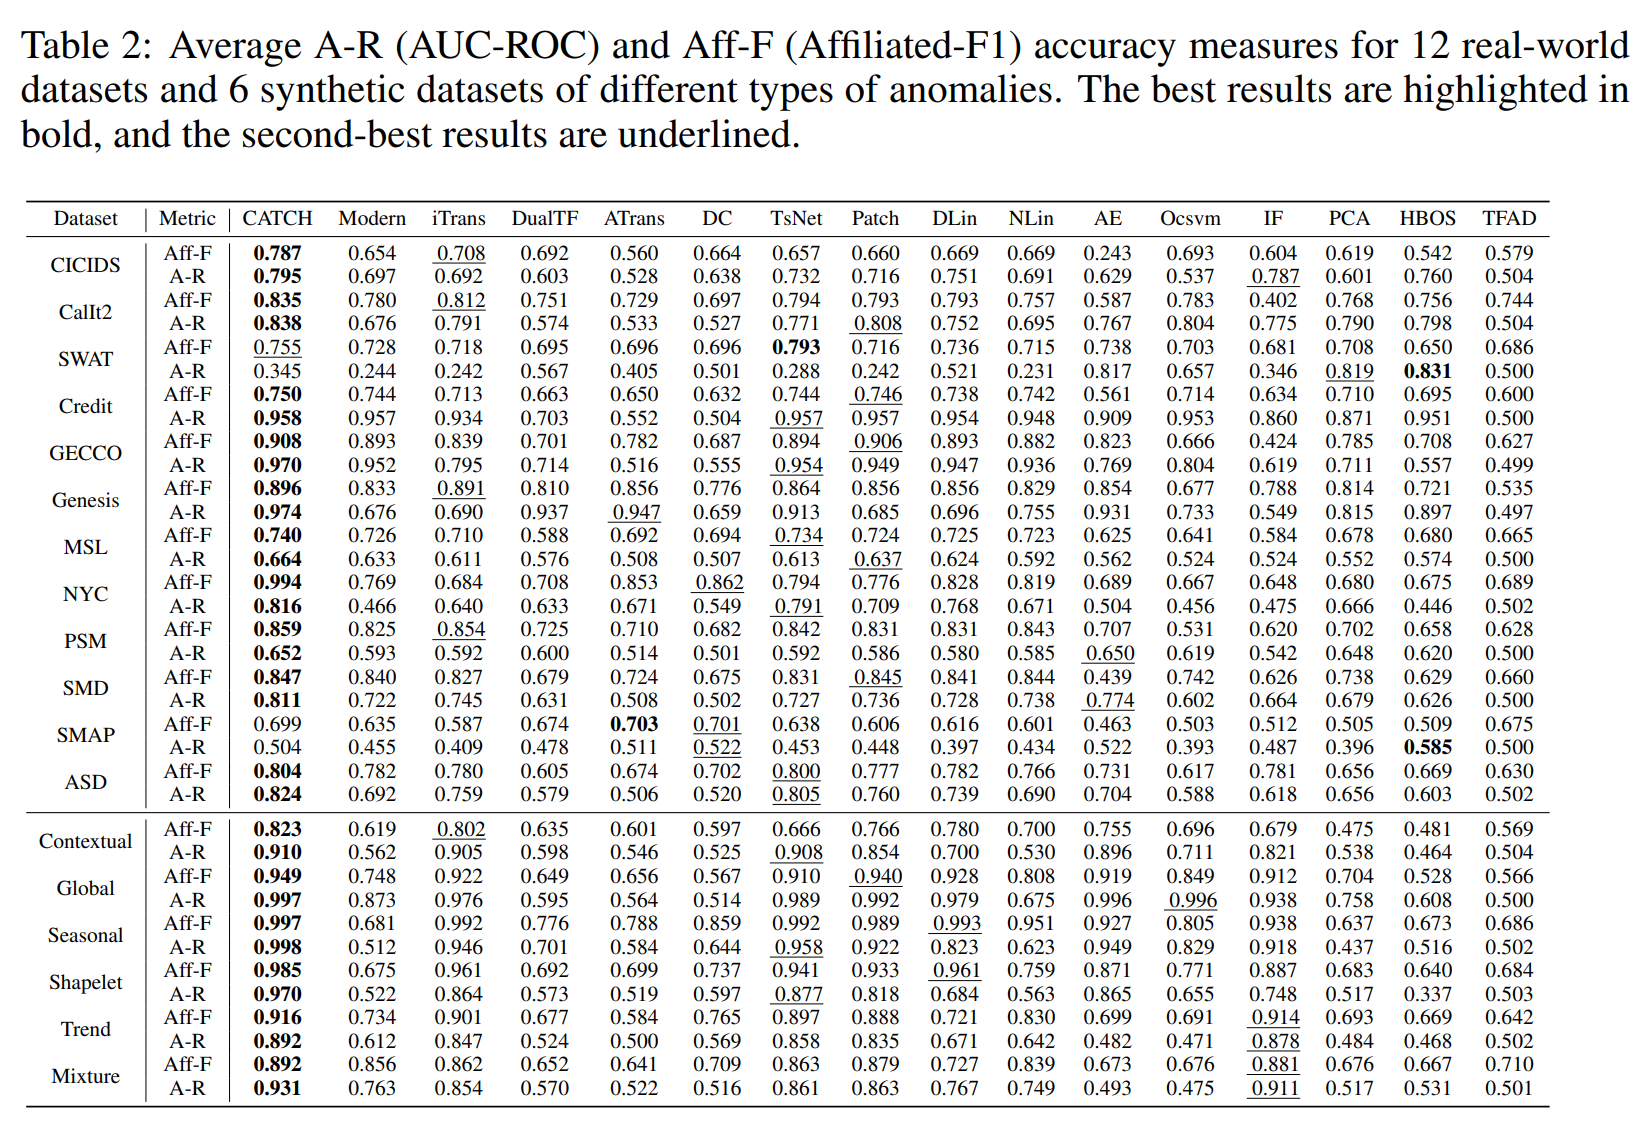 Table 2: Average A-R (AUC-ROC) and Aff-F (Affiliated-F1) accuracy measures for 12 real-world
datasets and 6 synthetic datasets of different types of anomalies. The best results are highlighted in
bold, and the second-best results are underlined.
Dataset Metric CATCH Modern iTrans DualTF ATrans DC TsNet Patch DLin NLin AE Ocsvm IF PCA HBOS TFAD
CICIDS Aff-F 0.787 0.654 0.708 0.692 0.560 0.664 0.657 0.660 0.669 0.669 0.243 0.693 0.604 0.619 0.542 0.579
A-R 0.795 0.697 0.692 0.603 0.528 0.638 0.732 0.716 0.751 0.691 0.629 0.537 0.787 0.601 0.760 0.504
CalIt2 Aff-F 0.835 0.780 0.812 0.751 0.729 0.697 0.794 0.793 0.793 0.757 0.587 0.783 0.402 0.768 0.756 0.744
A-R 0.838 0.676 0.791 0.574 0.533 0.527 0.771 0.808 0.752 0.695 0.767 0.804 0.775 0.790 0.798 0.504
SWAT Aff-F 0.755 0.728 0.718 0.695 0.696 0.696 0.793 0.716 0.736 0.715 0.738 0.703 0.681 0.708 0.650 0.686
A-R 0.345 0.244 0.242 0.567 0.405 0.501 0.288 0.242 0.521 0.231 0.817 0.657 0.346 0.819 0.831 0.500
Credit Aff-F 0.750 0.744 0.713 0.663 0.650 0.632 0.744 0.746 0.738 0.742 0.561 0.714 0.634 0.710 0.695 0.600
A-R 0.958 0.957 0.934 0.703 0.552 0.504 0.957 0.957 0.954 0.948 0.909 0.953 0.860 0.871 0.951 0.500
GECCO Aff-F 0.908 0.893 0.839 0.701 0.782 0.687 0.894 0.906 0.893 0.882 0.823 0.666 0.424 0.785 0.708 0.627
A-R 0.970 0.952 0.795 0.714 0.516 0.555 0.954 0.949 0.947 0.936 0.769 0.804 0.619 0.711 0.557 0.499
Genesis Aff-F 0.896 0.833 0.891 0.810 0.856 0.776 0.864 0.856 0.856 0.829 0.854 0.677 0.788 0.814 0.721 0.535
A-R 0.974 0.676 0.690 0.937 0.947 0.659 0.913 0.685 0.696 0.755 0.931 0.733 0.549 0.815 0.897 0.497
MSL Aff-F 0.740 0.726 0.710 0.588 0.692 0.694 0.734 0.724 0.725 0.723 0.625 0.641 0.584 0.678 0.680 0.665
A-R 0.664 0.633 0.611 0.576 0.508 0.507 0.613 0.637 0.624 0.592 0.562 0.524 0.524 0.552 0.574 0.500
NYC Aff-F 0.994 0.769 0.684 0.708 0.853 0.862 0.794 0.776 0.828 0.819 0.689 0.667 0.648 0.680 0.675 0.689
A-R 0.816 0.466 0.640 0.633 0.671 0.549 0.791 0.709 0.768 0.671 0.504 0.456 0.475 0.666 0.446 0.502
PSM Aff-F 0.859 0.825 0.854 0.725 0.710 0.682 0.842 0.831 0.831 0.843 0.707 0.531 0.620 0.702 0.658 0.628
A-R 0.652 0.593 0.592 0.600 0.514 0.501 0.592 0.586 0.580 0.585 0.650 0.619 0.542 0.648 0.620 0.500
SMD Aff-F 0.847 0.840 0.827 0.679 0.724 0.675 0.831 0.845 0.841 0.844 0.439 0.742 0.626 0.738 0.629 0.660
A-R 0.811 0.722 0.745 0.631 0.508 0.502 0.727 0.736 0.728 0.738 0.774 0.602 0.664 0.679 0.626 0.500
SMAP Aff-F 0.699 0.635 0.587 0.674 0.703 0.701 0.638 0.606 0.616 0.601 0.463 0.503 0.512 0.505 0.509 0.675
A-R 0.504 0.455 0.409 0.478 0.511 0.522 0.453 0.448 0.397 0.434 0.522 0.393 0.487 0.396 0.585 0.500
ASD Aff-F 0.804 0.782 0.780 0.605 0.674 0.702 0.800 0.777 0.782 0.766 0.731 0.617 0.781 0.656 0.669 0.630
A-R 0.824 0.692 0.759 0.579 0.506 0.520 0.805 0.760 0.739 0.690 0.704 0.588 0.618 0.656 0.603 0.502
Contextual Aff-F 0.823 0.619 0.802 0.635 0.601 0.597 0.666 0.766 0.780 0.700 0.755 0.696 0.679 0.475 0.481 0.569
A-R 0.910 0.562 0.905 0.598 0.546 0.525 0.908 0.854 0.700 0.530 0.896 0.711 0.821 0.538 0.464 0.504
Global Aff-F 0.949 0.748 0.922 0.649 0.656 0.567 0.910 0.940 0.928 0.808 0.919 0.849 0.912 0.704 0.528 0.566
A-R 0.997 0.873 0.976 0.595 0.564 0.514 0.989 0.992 0.979 0.675 0.996 0.996 0.938 0.758 0.608 0.500
Seasonal Aff-F 0.997 0.681 0.992 0.776 0.788 0.859 0.992 0.989 0.993 0.951 0.927 0.805 0.938 0.637 0.673 0.686
A-R 0.998 0.512 0.946 0.701 0.584 0.644 0.958 0.922 0.823 0.623 0.949 0.829 0.918 0.437 0.516 0.502
Shapelet Aff-F 0.985 0.675 0.961 0.692 0.699 0.737 0.941 0.933 0.961 0.759 0.871 0.771 0.887 0.683 0.640 0.684
A-R 0.970 0.522 0.864 0.573 0.519 0.597 0.877 0.818 0.684 0.563 0.865 0.655 0.748 0.517 0.337 0.503
Trend Aff-F 0.916 0.734 0.901 0.677 0.584 0.765 0.897 0.888 0.721 0.830 0.699 0.691 0.914 0.693 0.669 0.642
A-R 0.892 0.612 0.847 0.524 0.500 0.569 0.858 0.835 0.671 0.642 0.482 0.471 0.878 0.484 0.468 0.502
Mixture Aff-F 0.892 0.856 0.862 0.652 0.641 0.709 0.863 0.879 0.727 0.839 0.673 0.676 0.881 0.676 0.667 0.710
A-R 0.931 0.763 0.854 0.570 0.522 0.516 0.861 0.863 0.767 0.749 0.493 0.475 0.911 0.517 0.531 0.501